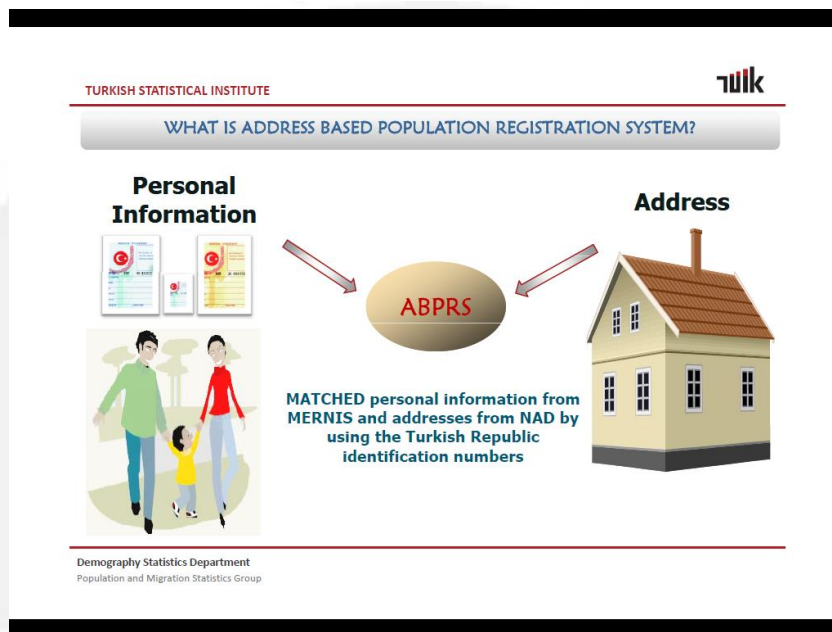 TURKISH STATISTICAL INSTITUTE
TÜİK
WHAT IS ADDRESS BASED POPULATION REGISTRATION SYSTEM?
Personal
Information
Address
ABPRS
MATCHED personal information from
MERNIS and addresses from NAD by
using the Turkish Republic
identification numbers
Demography Statistics Department
Population and Migration Statistics Group